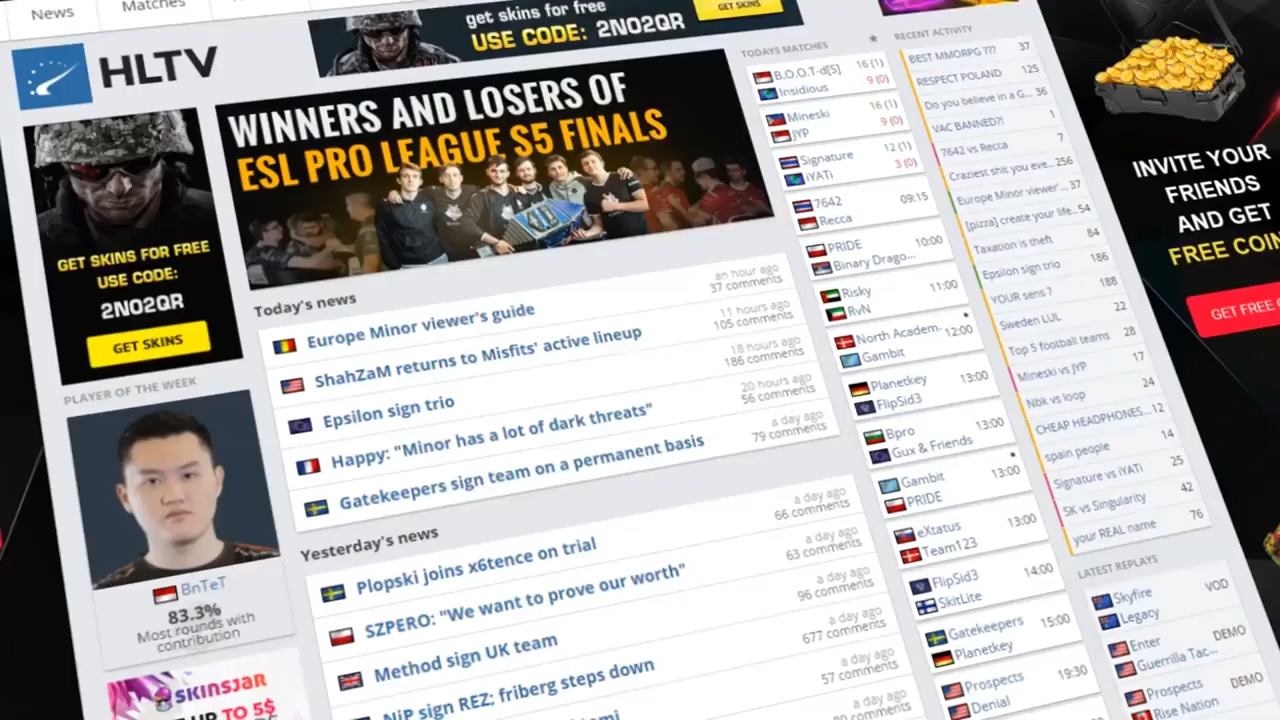 News
Matches
HLTV
get skins for free
USE CODE: 2NO2QR
GET SKINS
GET SKINS FOR FREE
USE CODE:
2NO2QR
GET SKINS
PLAYER OF THE WEEK
BnTeT
83.3%
Most rounds with
contribution
SKINSJAR
UP TO 5$
WINNERS AND LOSERS OF
ESL PRO LEAGUE S5 FINALS
Today's news
Europe Minor viewer's guide
an hour ago
37 comments
ShahZaM returns to Misfits' active lineup
11 hours ago
105 comments
Epsilon sign trio
18 hours ago
186 comments
Happy: "Minor has a lot of dark threats"
20 hours ago
56 comments
Gatekeepers sign team on a permanent basis
a day ago
79 comments
Yesterday's news
Plopski joins x6tence on trial
a day ago
66 comments
SZPERO: "We want to prove our worth"
a day ago
63 comments
Method sign UK team
a day ago
96 comments
NiP sign REZ; friberg steps down
a day ago
677 comments
a day ago
57 comments
a day ago
TODAYS MATCHES
B.O.O.T-d[S] 16 (1)
Insidious 9 (0)
Mineski 16 (1)
JYP 9 (0)
Signature 12 (1)
iYATi 3 (0)
7642 09:15
Recca
PRIDE 10:00
Binary Drago...
Risky 11:00
RvN
North Academ. 12:00
Gambit
Planetkey 13:00
FlipSid3
Bpro 13:00
Gux & Friends
Gambit 13:00
PRIDE
eXtatus 13:00
Team123
FlipSid3 14:00
SkitLite
Gatekeepers 15:00
Planetkey
Prospects 19:30
Denial
RECENT ACTIVITY
BEST MMORPG ??? 37
RESPECT POLAND 125
Do you believe in a G... 36
VAC BANNED?! 1
7642 vs Recca 7
Craziest shit you eve... 256
Europe Minor viewer'... 37
[pizza] create your life... 54
Taxation is theft 84
Epsilon sign trio 186
YOUR sens ? 188
Sweden LUL 22
Top 5 football teams 28
Mineski vs JYP 17
Nbk vs loop 24
CHEAP HEADPHONES... 12
spain people 14
Signature vs iYATi 25
SK vs Singularity 42
your REAL name 76
LATEST REPLAYS
Skyfire VOD
Legacy
Enter DEMO
Guerrilla Tac...
Prospects DEMO
Rise Nation
INVITE YOUR
FRIENDS
AND GET
FREE COIN
GET FREE